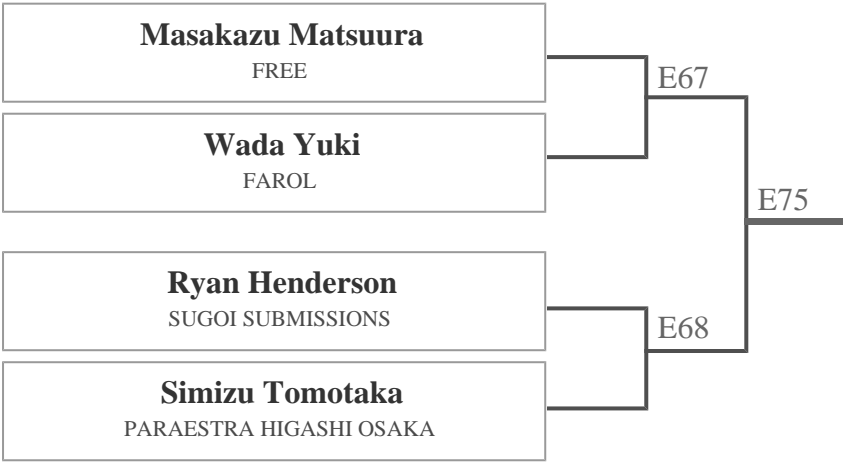 Masakazu Matsuura
FREE
E67
Wada Yuki
FAROL
E75
Ryan Henderson
SUGOI SUBMISSIONS
E68
Simizu Tomotaka
PARAESTRA HIGASHI OSAKA